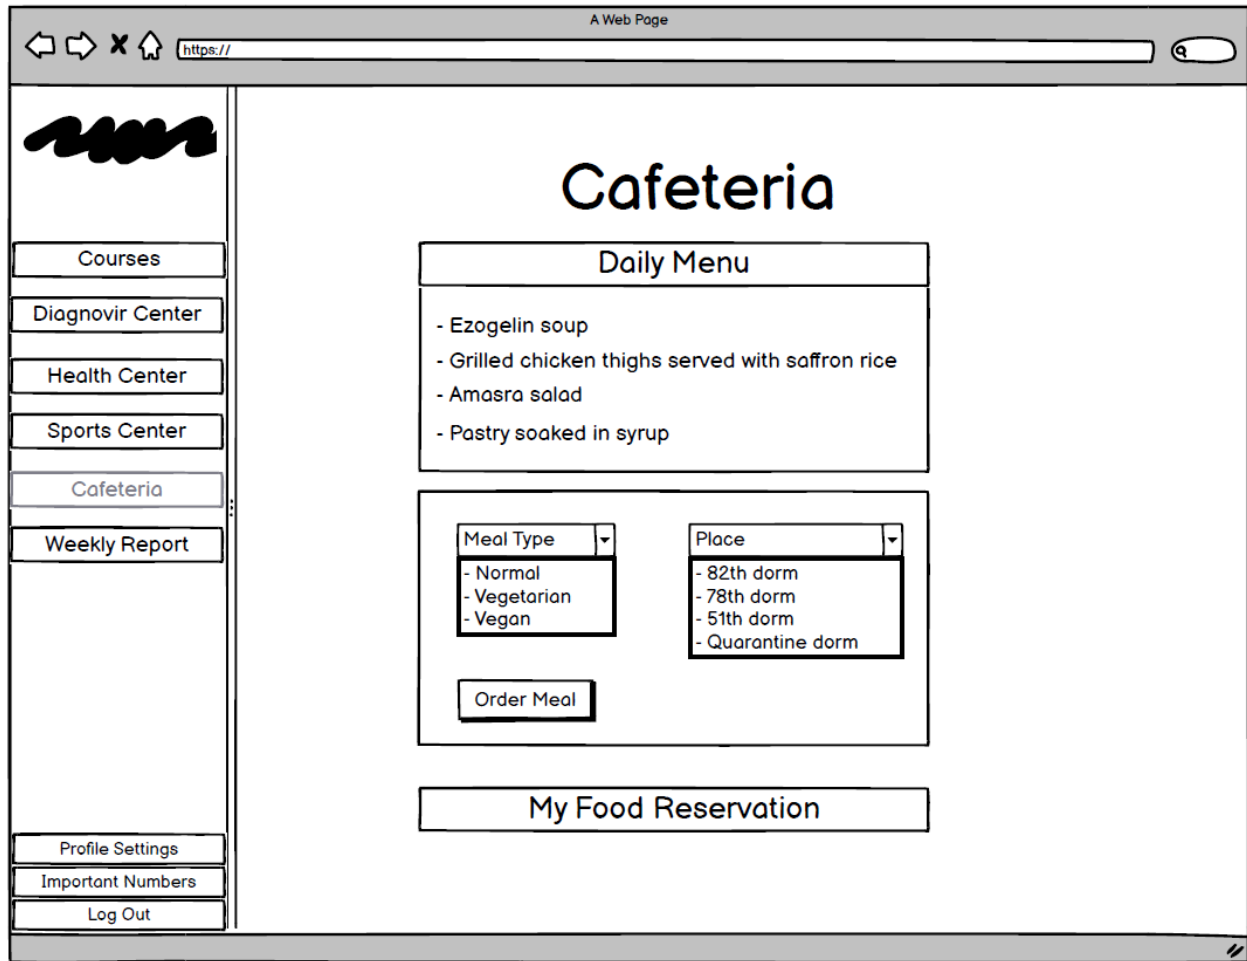 A Web Page
https://
Courses
Diagnovir Center
Health Center
Sports Center
Cafeteria
Weekly Report
Profile Settings
Important Numbers
Log Out
Cafeteria
Daily Menu
- Ezogelin soup
- Grilled chicken thighs served with saffron rice
- Amasra salad
- Pastry soaked in syrup
Meal Type
- Normal
- Vegetarian
- Vegan
Place
- 82th dorm
- 78th dorm
- 51th dorm
- Quarantine dorm
Order Meal
My Food Reservation